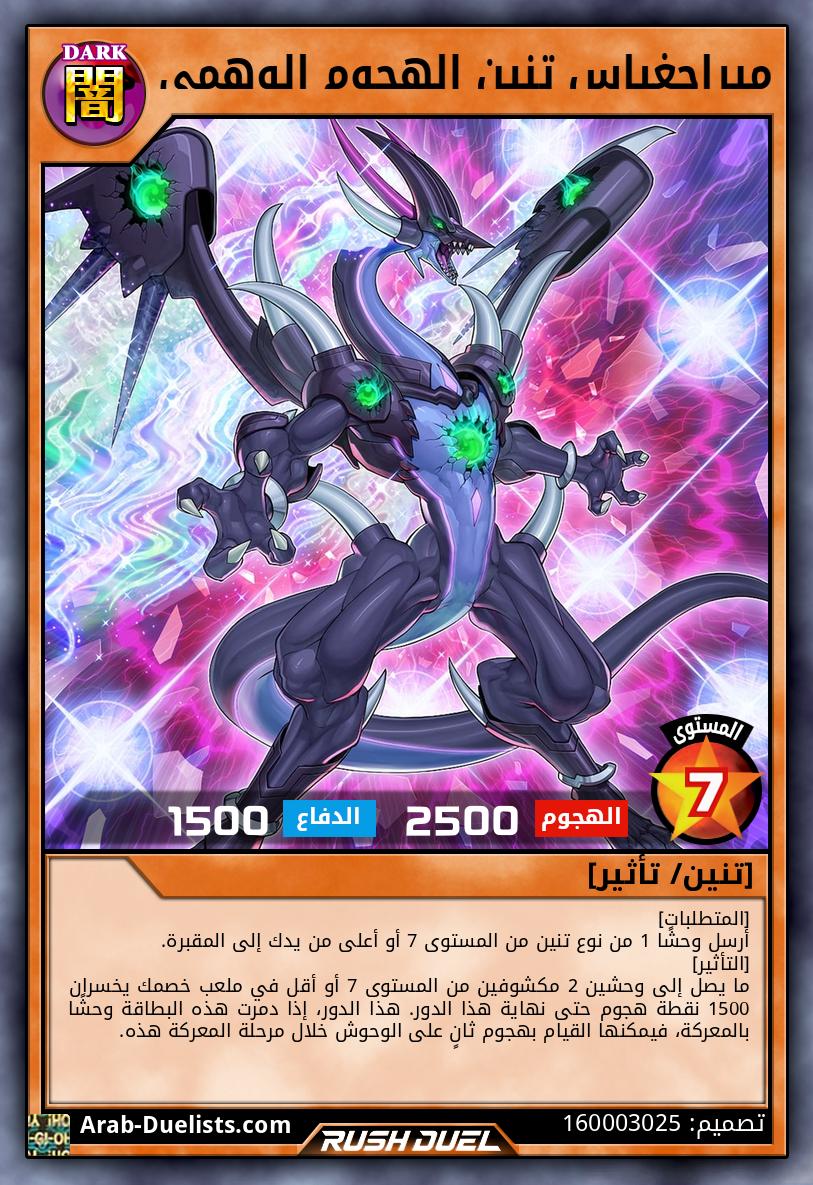 DARK
闇
ميراجغياس تنين الهجوم الوهمي
المستوى
7
الهجوم 2500 الدفاع 1500
[تنين/ تأثير]
[المتطلبات]
أرسل وحشًا 1 من نوع تنين من المستوى 7 أو أعلى من يدك إلى المقبرة.
[التأثير]
ما يصل إلى وحشين 2 مكشوفين من المستوى 7 أو أقل في ملعب خصمك يخسران
1500 نقطة هجوم حتى نهاية هذا الدور. هذا الدور، إذا دمرت هذه البطاقة وحشًا
بالمعركة، فيمكنها القيام بهجوم ثانٍ على الوحوش خلال مرحلة المعركة هذه.
تصميم: 160003025
Arab-Duelists.com
RUSH DUEL